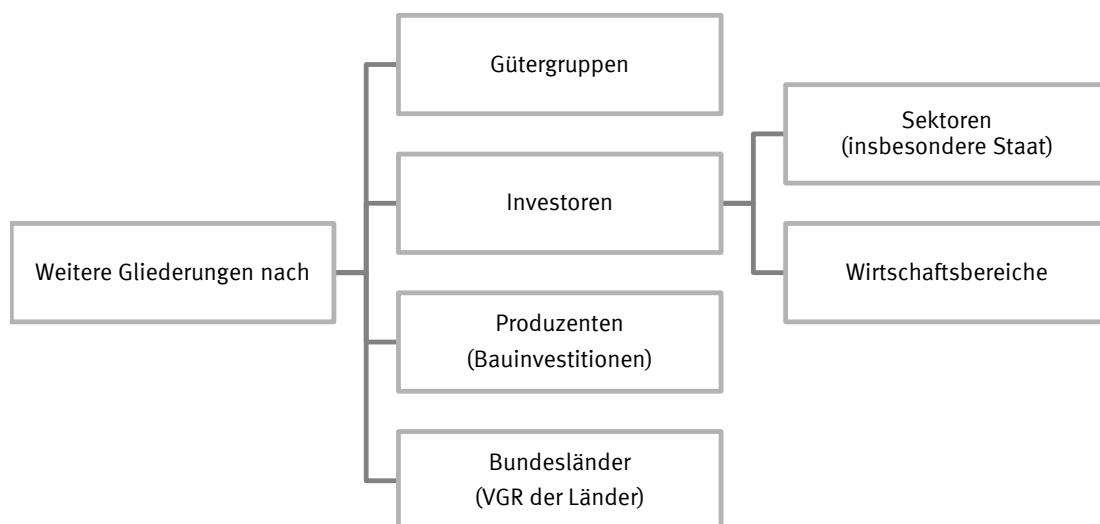 Weitere Gliederungen nach
Gütergruppen
Investoren
Sektoren
(insbesondere Staat)
Wirtschaftsbereiche
Produzenten
(Bauinvestitionen)
Bundesländer
(VGR der Länder)